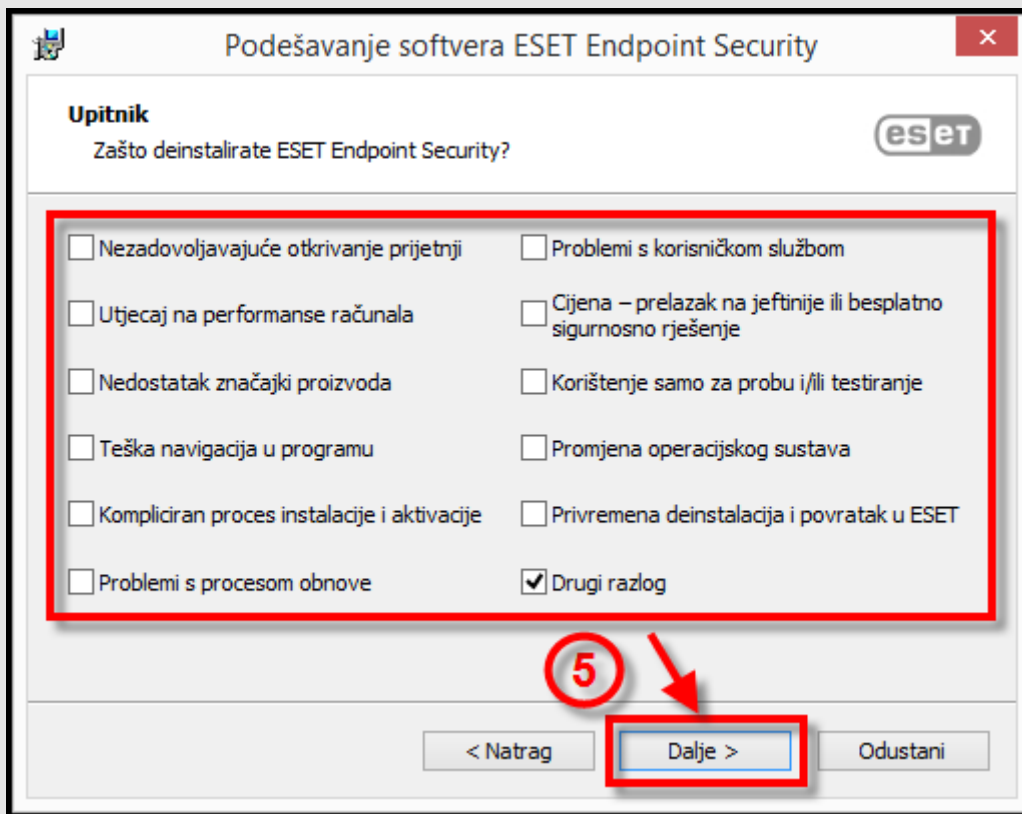 Podešavanje softvera ESET Endpoint Security
Upitnik
Zašto deinstalirate ESET Endpoint Security?
eseT
Nezadovoljavajuće otkrivanje prijetnji
Utjecaj na performanse računala
Nedostatak značajki proizvoda
Teška navigacija u programu
Kompliciran proces instalacije i aktivacije
Problemi s procesom obnove
Problemi s korisničkom službom
Cijena – prelazak na jeftinije ili besplatno
sigurnosno rješenje
Korištenje samo za probu i/ili testiranje
Promjena operacijskog sustava
Privremena deinstalacija i povratak u ESET
Drugi razlog
5
< Natrag
Dalje >
Odustani